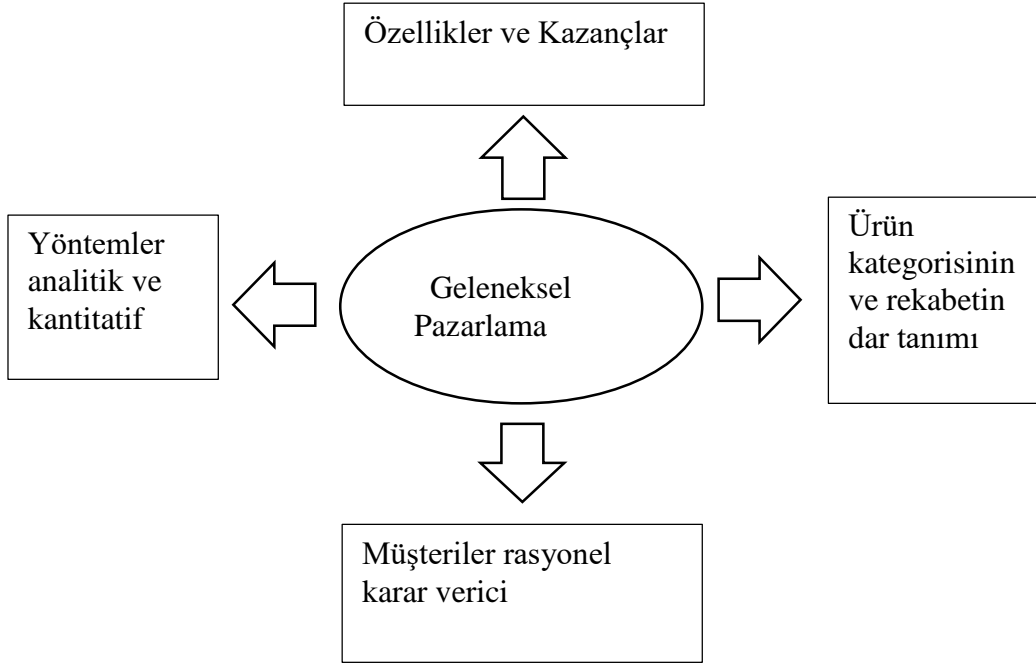 Özellikler ve Kazançlar
Yöntemler
analitik ve
kantitatif
Geleneksel
Pazarlama
Ürün
kategorisinin
ve rekabetin
dar tanımı
Müşteriler rasyonel
karar verici